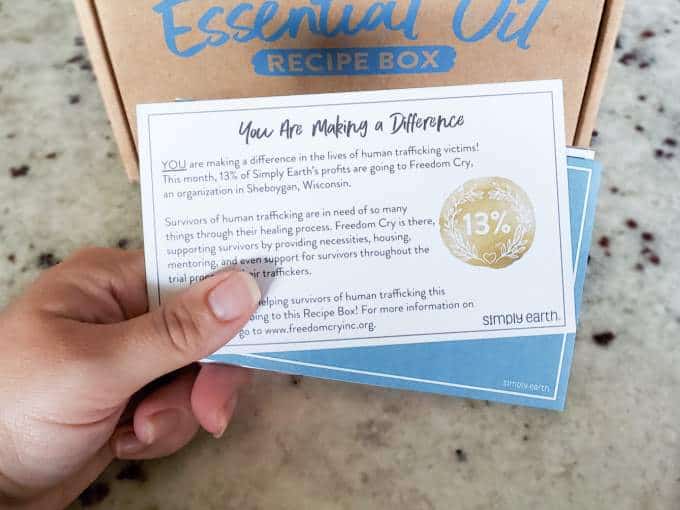 Essential Oil
RECIPE BOX
You Are Making a Difference
YOU are making a difference in the lives of human trafficking victims!
This month, 13% of Simply Earth's profits are going to Freedom Cry,
an organization in Sheboygan, Wisconsin.
Survivors of human trafficking are in need of so many
things through their healing process. Freedom Cry is there,
supporting survivors by providing necessities, housing,
mentoring, and even support for survivors throughout the
trial traffickers.
13%
helping survivors of human trafficking this
to this Recipe Box! For more information on
go to www.freedomcryinc.org.
simply earth
simply earth